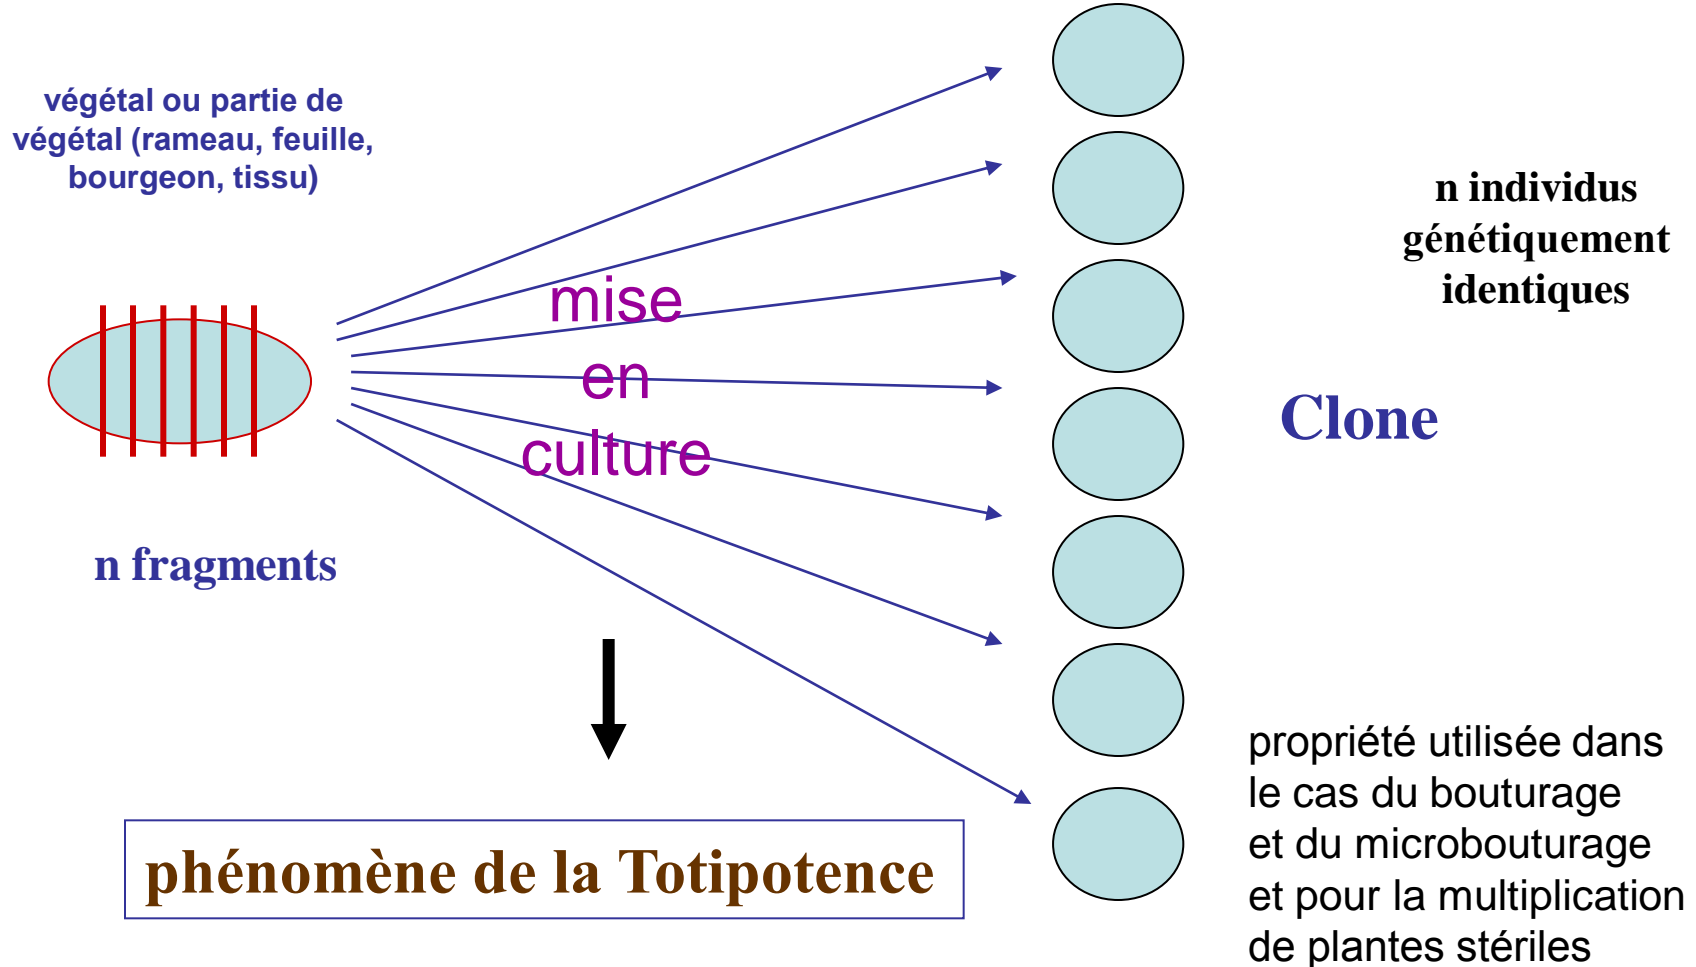 végétal ou partie de
végétal (rameau, feuille,
bourgeon, tissu)
n fragments
mise
en
culture
n individus
génétiquement
identiques
Clone
phénomène de la Totipotence
propriété utilisée dans
le cas du bouturage
et du microbouturage
et pour la multiplication
de plantes stériles